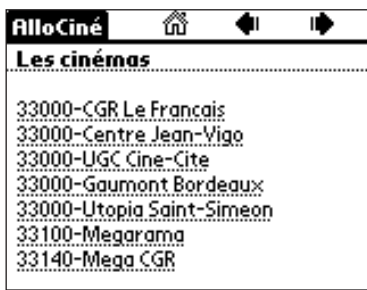 AlloCiné
Les cinémas
33000-CGR Le Francais
33000-Centre Jean-Vigo
33000-UGC Cine-Cite
33000-Gaumont Bordeaux
33000-Utopia Saint-Simeon
33100-Megarama
33140-Mega CGR